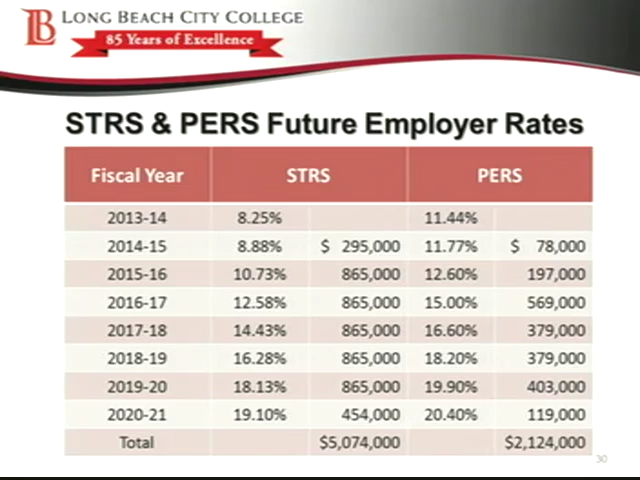 LONG BEACH CITY COLLEGE
85 Years of Excellence
STRS & PERS Future Employer Rates
Fiscal Year STRS PERS
2013-14 8.25% 11.44%
2014-15 8.88% $ 295,000 11.77% $ 78,000
2015-16 10.73% 865,000 12.60% 197,000
2016-17 12.58% 865,000 15.00% 569,000
2017-18 14.43% 865,000 16.60% 379,000
2018-19 16.28% 865,000 18.20% 379,000
2019-20 18.13% 865,000 19.90% 403,000
2020-21 19.10% 454,000 20.40% 119,000
Total $5,074,000 $2,124,000
30